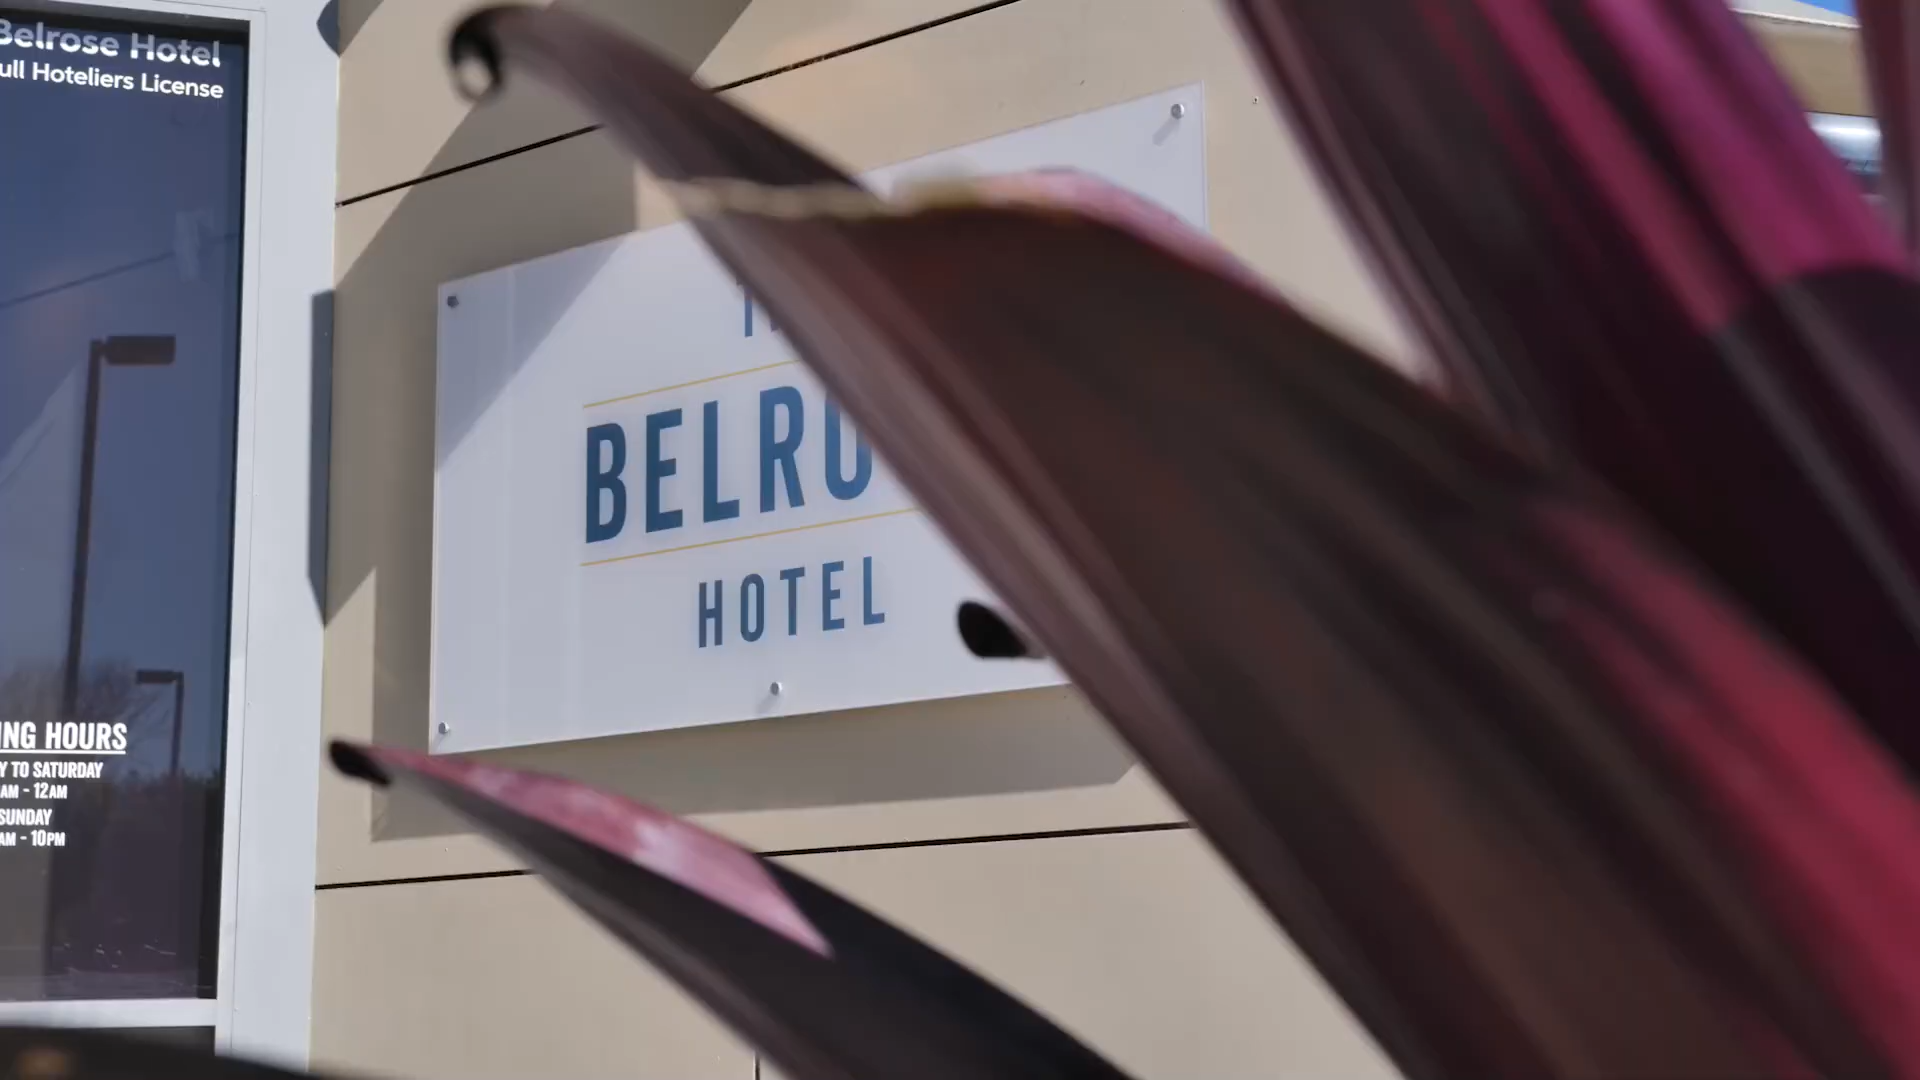 Belrose Hotel
ull Hoteliers License
BELRO
HOTEL
ING HOURS
Y TO SATURDAY
AM - 12AM
SUNDAY
AM - 10PM